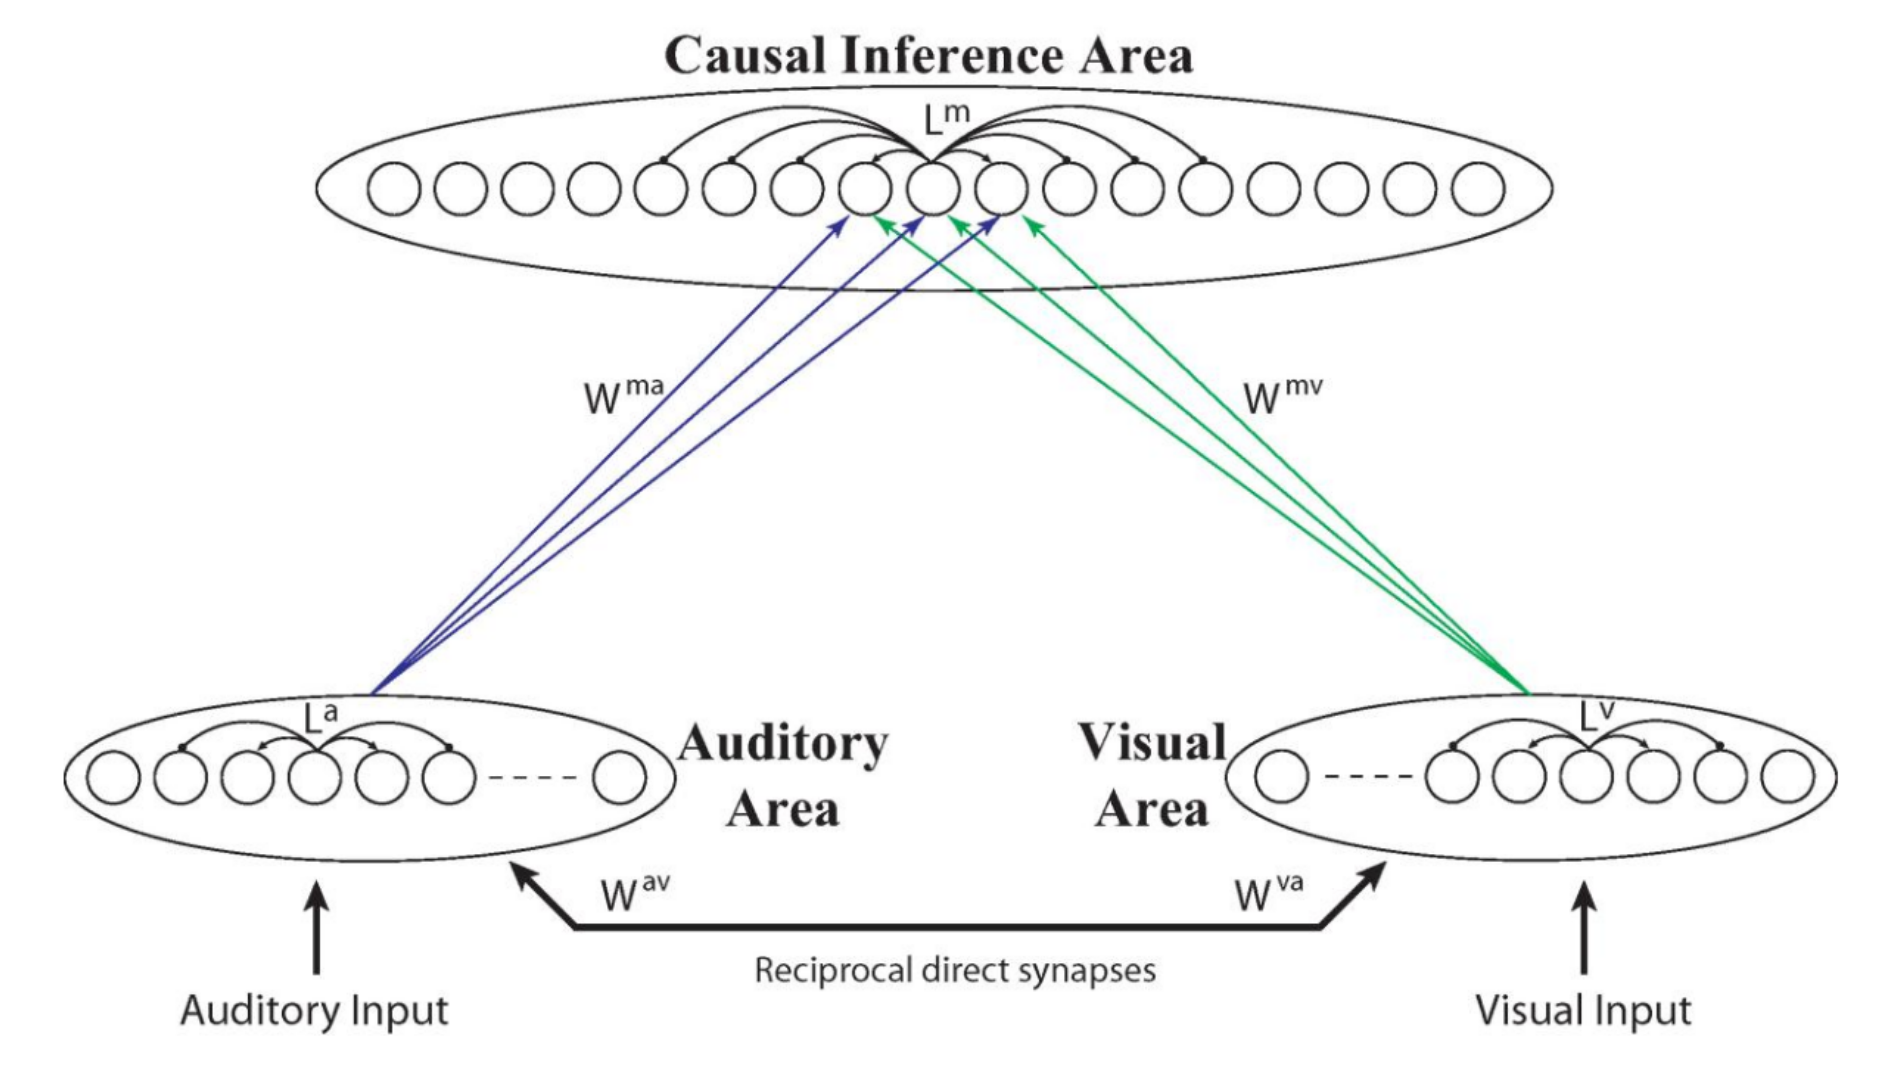 Causal Inference Area
L^m
W^ma
W^mv
L^a
L^v
Auditory
Area
Visual
Area
W^av
W^va
Reciprocal direct synapses
Auditory Input
Visual Input